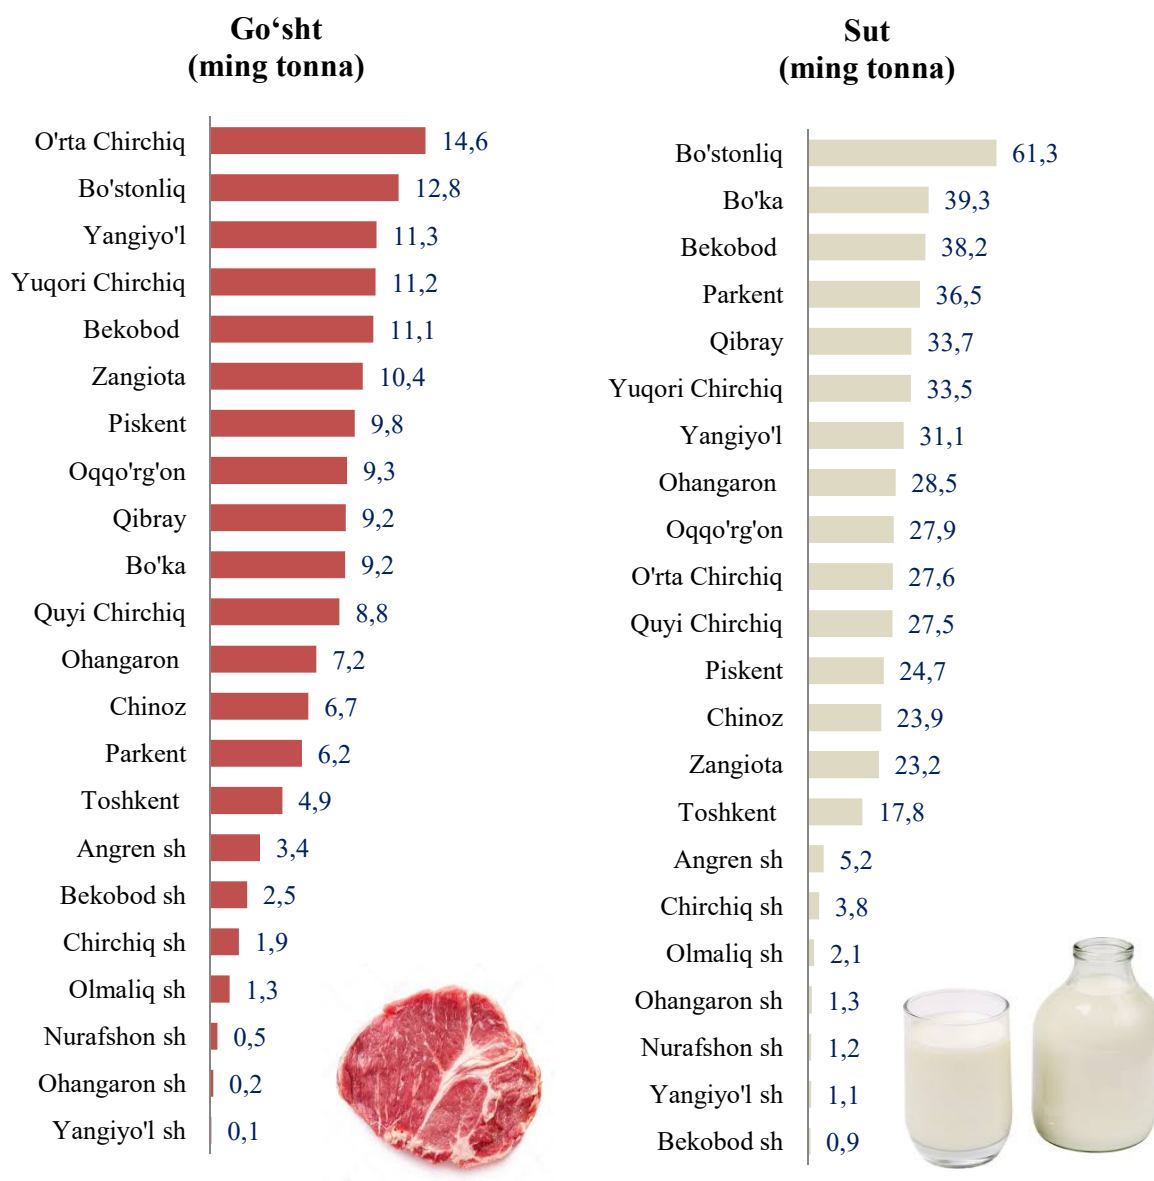 Go‘sht
(ming tonna)
O'rta Chirchiq 14,6
Bo'stonliq 12,8
Yangiyo'l 11,3
Yuqori Chirchiq 11,2
Bekobod 11,1
Zangiota 10,4
Piskent 9,8
Oqqo'rg'on 9,3
Qibray 9,2
Bo'ka 9,2
Quyi Chirchiq 8,8
Ohangaron 7,2
Chinoz 6,7
Parkent 6,2
Toshkent 4,9
Angren sh 3,4
Bekobod sh 2,5
Chirchiq sh 1,9
Olmaliq sh 1,3
Nurafshon sh 0,5
Ohangaron sh 0,2
Yangiyo'l sh 0,1
Sut
(ming tonna)
Bo'stonliq 61,3
Bo'ka 39,3
Bekobod 38,2
Parkent 36,5
Qibray 33,7
Yuqori Chirchiq 33,5
Yangiyo'l 31,1
Ohangaron 28,5
Oqqo'rg'on 27,9
O'rta Chirchiq 27,6
Quyi Chirchiq 27,5
Piskent 24,7
Chinoz 23,9
Zangiota 23,2
Toshkent 17,8
Angren sh 5,2
Chirchiq sh 3,8
Olmaliq sh 2,1
Ohangaron sh 1,3
Nurafshon sh 1,2
Yangiyo'l sh 1,1
Bekobod sh 0,9